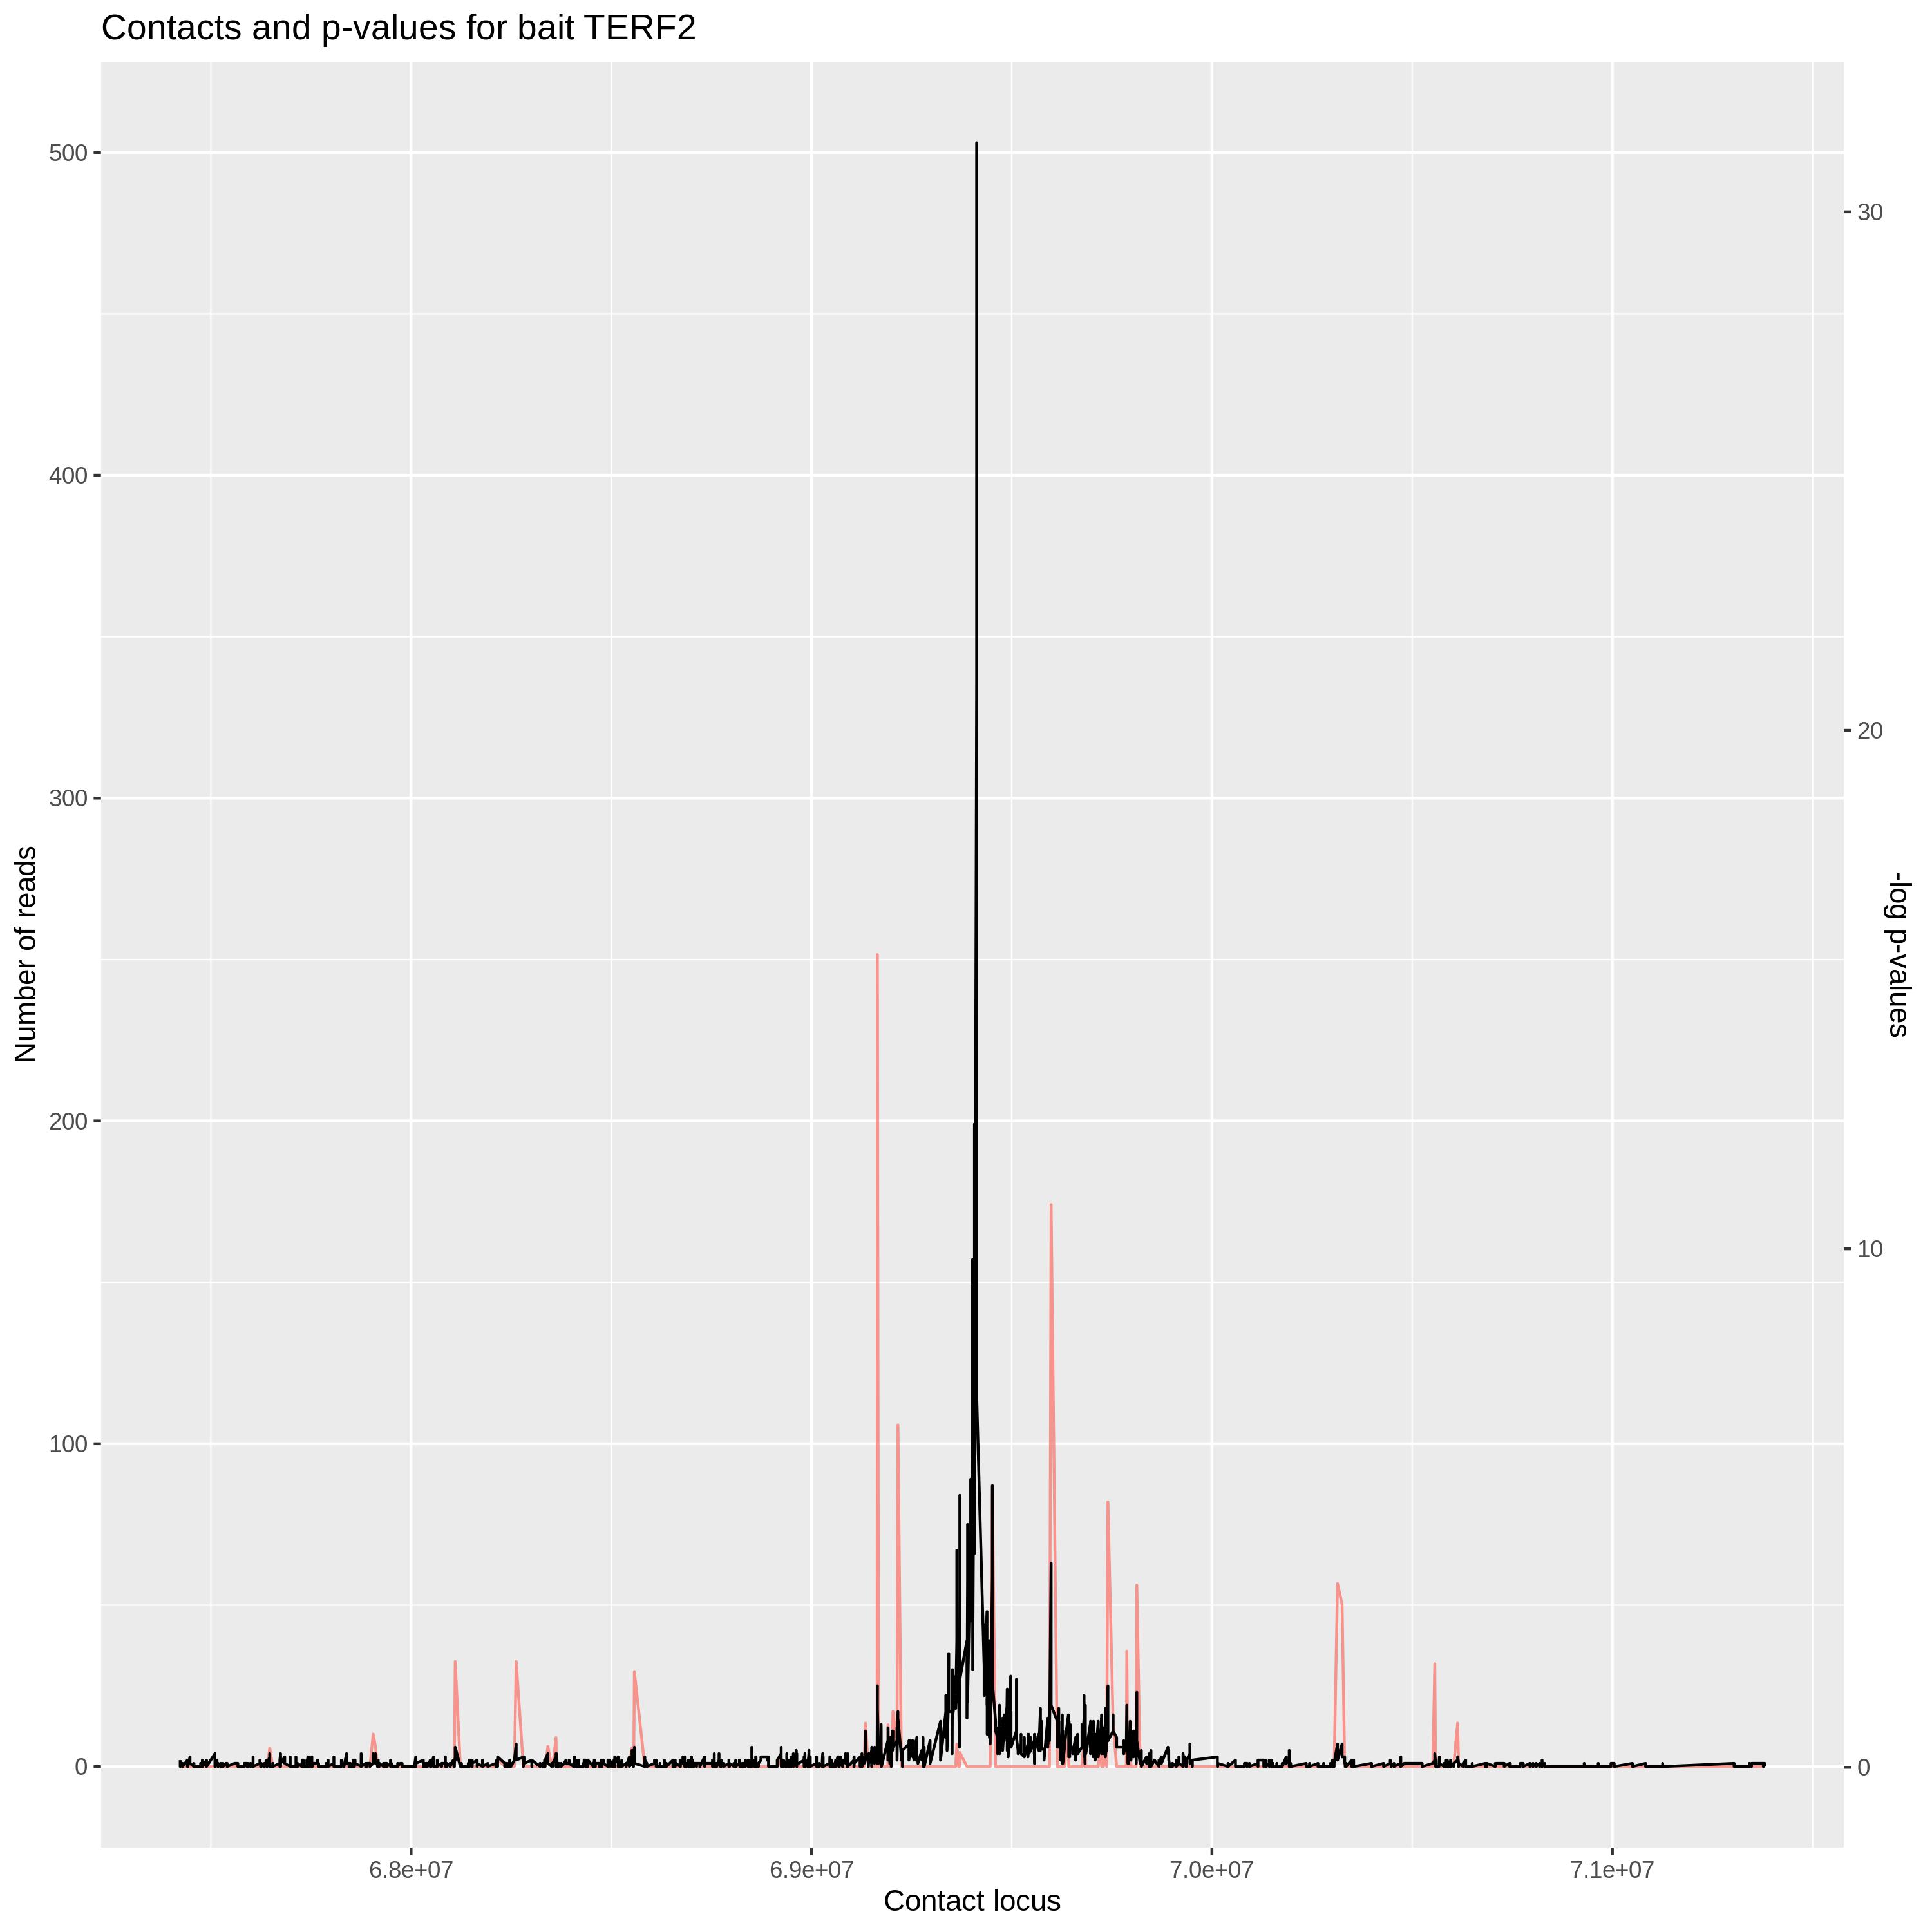 Contacts and p-values for bait TERF2
500
400
300
200
100
0
Number of reads
30
20
10
0
-log p-values
6.8e+07
6.9e+07
7.0e+07
7.1e+07
Contact locus